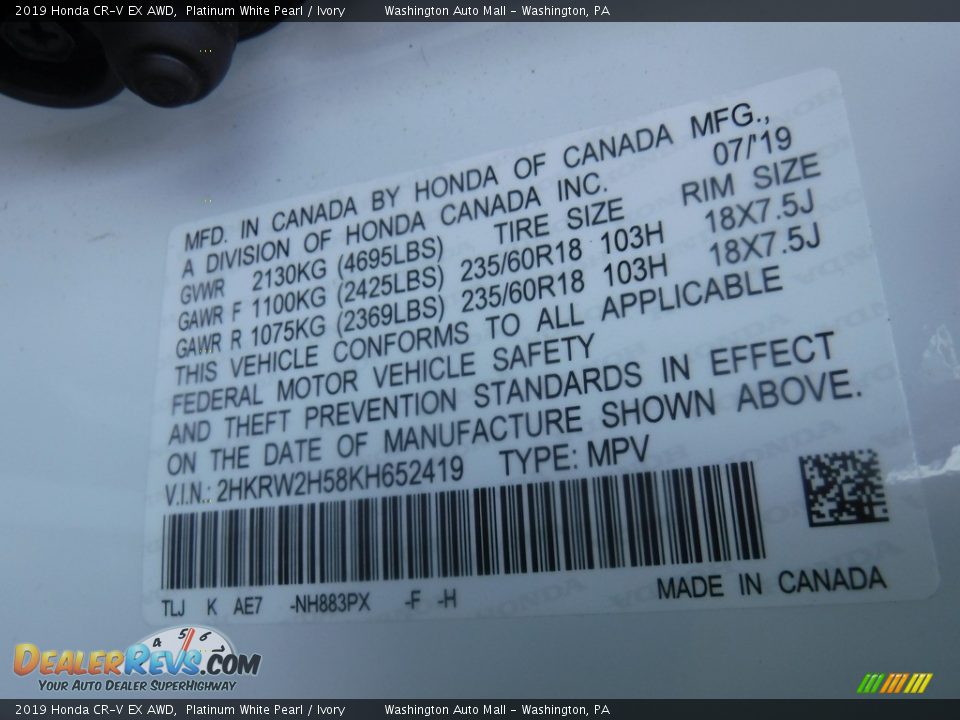 2019 Honda CR-V EX AWD,  Platinum White Pearl / Ivory     Washington Auto Mall - Washington, PA
MFD. IN CANADA BY HONDA OF CANADA MFG.,
A DIVISION OF HONDA CANADA INC. 07/'19
GVWR 2130KG (4695LBS) TIRE SIZE RIM SIZE
GAWR F 1100KG (2425LBS) 235/60R18 103H 18X7.5J
GAWR R 1075KG (2369LBS) 235/60R18 103H 18X7.5J
THIS VEHICLE CONFORMS TO ALL APPLICABLE
FEDERAL MOTOR VEHICLE SAFETY
AND THEFT PREVENTION STANDARDS IN EFFECT
ON THE DATE OF MANUFACTURE SHOWN ABOVE.
V.I.N.: 2HKRW2H58KH652419 TYPE: MPV
TLJ K AE7 -NH883PX -F -H MADE IN CANADA
4 5 6
DEALERREVS.COM
YOUR AUTO DEALER SUPERHIGHWAY
2019 Honda CR-V EX AWD,  Platinum White Pearl / Ivory     Washington Auto Mall - Washington, PA